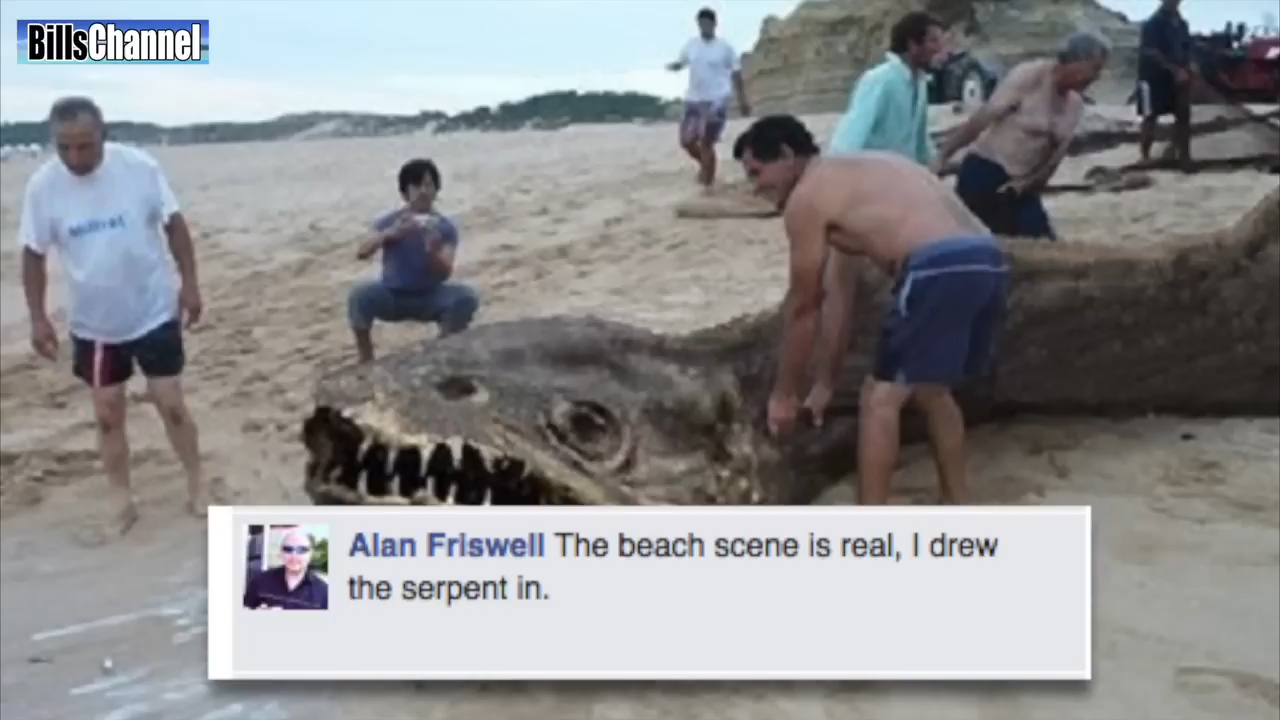 BillsChannel
Alan Friswell The beach scene is real, I drew
the serpent in.